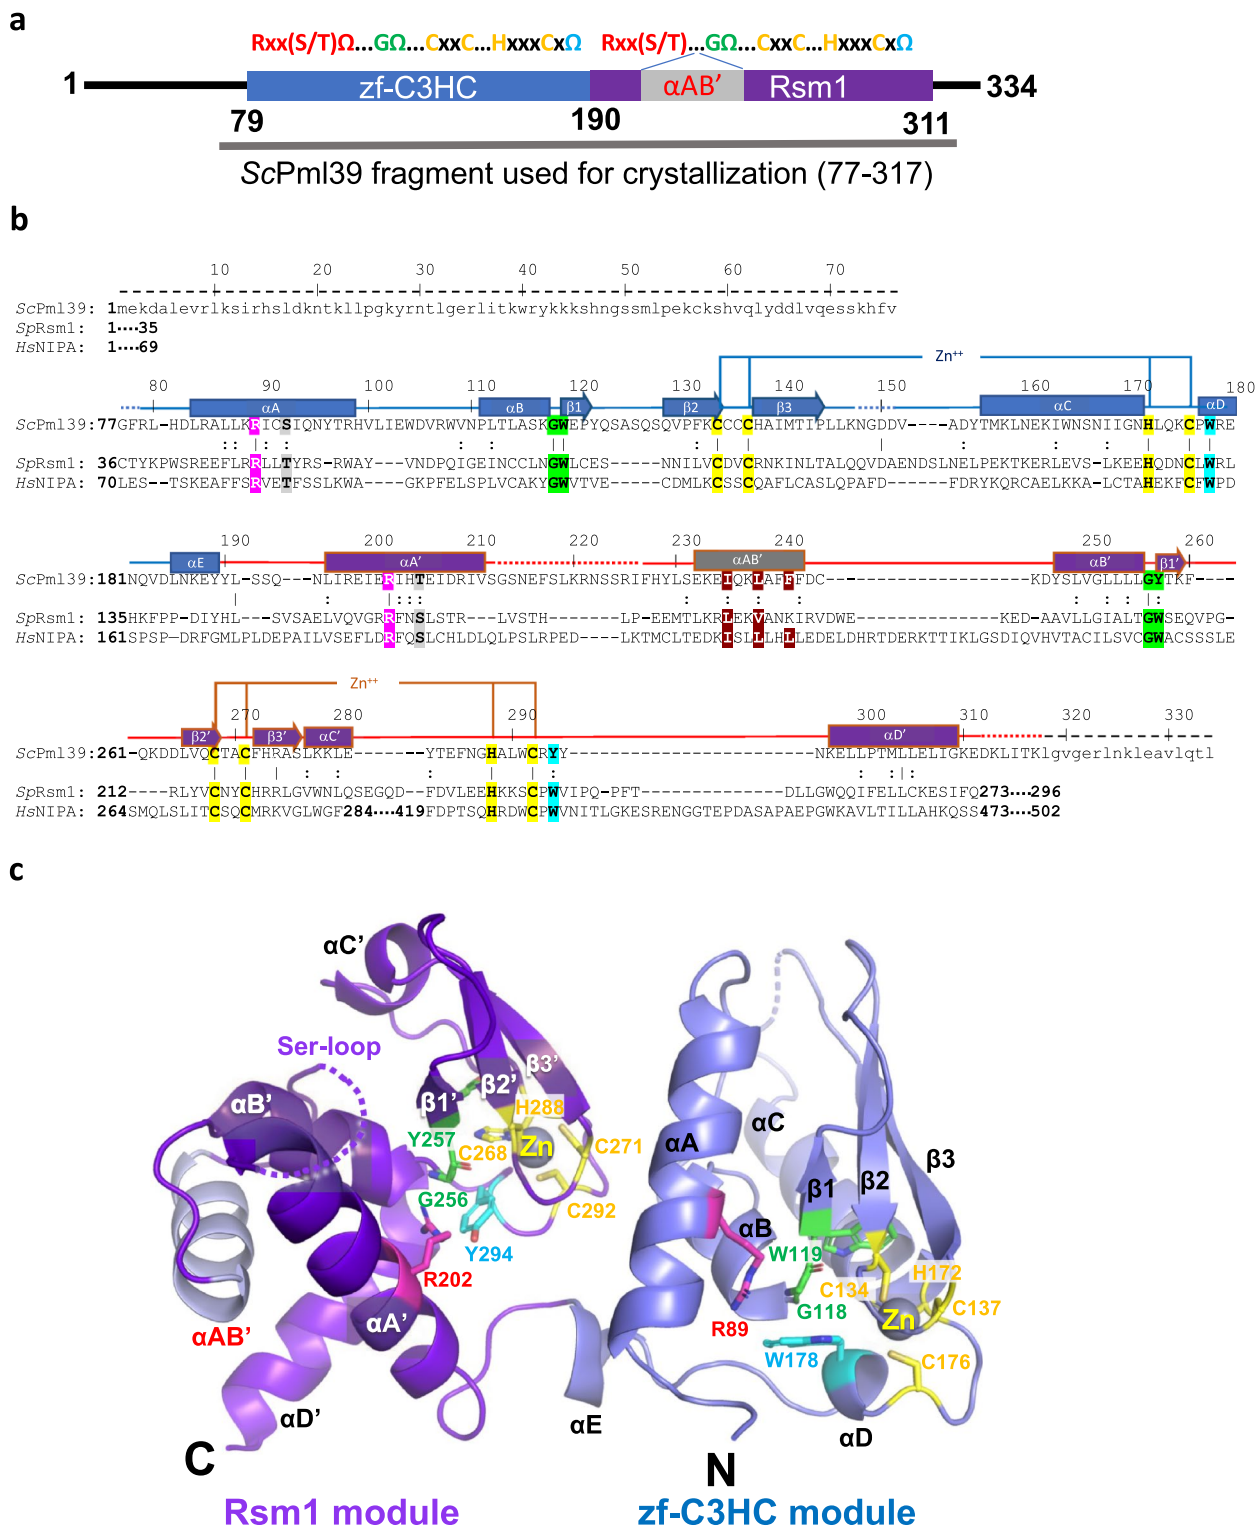 a
Rxx(S/T)Ω...GΩ...CxxC...HxxxCxΩ Rxx(S/T)...GΩ...CxxC...HxxxCxΩ
1 zf-C3HC αAB’ Rsm1 334
79 190 311
ScPml39 fragment used for crystallization (77-317)
b
10 20 30 40 50 60 70
ScPml39: 1mekdalevrlksirhsldkntkllpgkyrntlgerlitkwrykkkshngssmlpekckshvqlyddlvqesskhfv
SpRsm1: 1····35
HsNIPA: 1····69
Zn++
80 90 100 110 120 130 140 150 160 170 180
αA αB β1 β2 β3 αC αD
ScPml39: 77GFRL-HDLRALLKRICSIQNYTRHVLIEWDVRWVNPLTLASKGWEPYQSASQSQVPFKCCCCHAIMTIPLLKNGDDV-ADYTMKLNEKIWNSNIIGNHLQKCPWRE
SpRsm1: 36CTYKPWSREEFLRRLLTYRS-RWAY-VNDPQIGEINCCLNGWLCES----NNILVCDVCRNKINLTALQQVDAENDSLNELPEKTKERLEVS-LKEEHQDNCLWRL
HsNIPA: 70LES--TSKEAFFSRVETFSSLKWA--GKPFELSPLVCAKYGWVTVE----CDMLKCSSCQAFLCASLQPAFD-----FDRYKQRCAELKKA-LCTAHEKFCFWPD
190 200 210 220 230 240 250 260
αE αA’ αAB’ αB’ β1’
ScPml39:181NQVDLNKEYYL-SSQ---NLIREIERIKTEIDRIVSGSNEFSLKRNSSRITFHYLSEKEIQKLAFFDC--------------------KDYSLVGLLLLGYTKF--
SpRsm1: 135HKFPP-DIYHL-SVSAELVQVGRRFNSLSTR--LVSTH-------LP-EEMTLKRLEKVANKIRVDWE-----------------KED-AAVLLGIALTGWSEQVPG-
HsNIPA: 161SPSP-DRFGMLPLDEPAILVSEFLDRFQSLCHLDLQLPSLRPED----LKTMCLTEDKISLLLHLLEDELDHRTDERKTTIKLGSDIQVHVTACILSVCGWACSSSLE
Zn++
270 280 290 300 310 320 330
β2’ β3’ αC’ αD’
ScPml39:261-QKDDLVQCTACFHRASLKKLE-------YTEFNGHALWCRYY------------------------NKELLPTMLLELIGKEDKLITKlgvgerlnkleavlqtl
SpRsm1: 212----RLYVCNYCHRRLGVWNLQSEGQD--FDVLEEHKKSCPWVIPQ-PFT--------------DLLGWQQIFELLCKESIFQ273····296
HsNIPA: 264SMQLSLITCSQCMRKVGLWGF284····419FDPTSQHRDWCPWVNITLGKESRENGGTEPDASAPAEPGWKAVLTILLAHKQSS473····502
c
αC’
Ser-loop
αB’
β1’ β2’ β3’
H288
Y257 C268 Zn C271
G256 C292
Y294
R202
αA’
αAB’
αD’
C
αE
αA αC
β1 β2 β3
αB
W119
C134 H172
G118 Zn C137
R89
W178 C176
αD
N
Rsm1 module zf-C3HC module